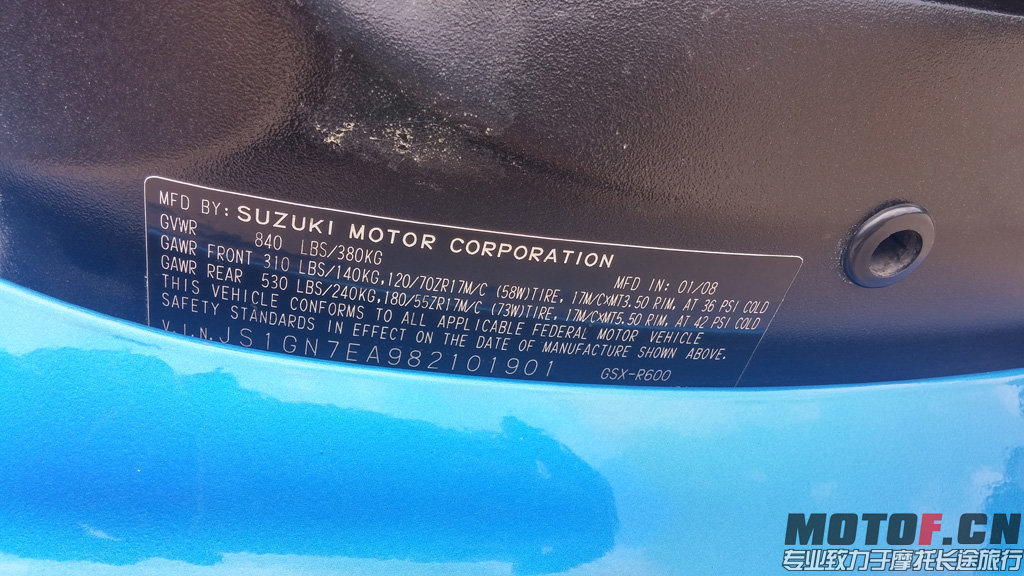 MFD BY: SUZUKI MOTOR CORPORATION
GVWR 840 LBS/380KG MFD IN: 01/08
GAWR FRONT 310 LBS/140KG,120/70ZR17M/C (58W)TIRE, 17M/CXMT3.50 RIM, AT 36 PSI COLD
GAWR REAR 530 LBS/240KG,180/55ZR17M/C (73W)TIRE, 17M/CXMT5.50 RIM, AT 42 PSI COLD
THIS VEHICLE CONFORMS TO ALL APPLICABLE FEDERAL MOTOR VEHICLE
SAFETY STANDARDS IN EFFECT ON THE DATE OF MANUFACTURE SHOWN ABOVE.
V.I.N.JS1GN7EA982101901 GSX-R600
MOTOF.CN
专业致力于摩托长途旅行